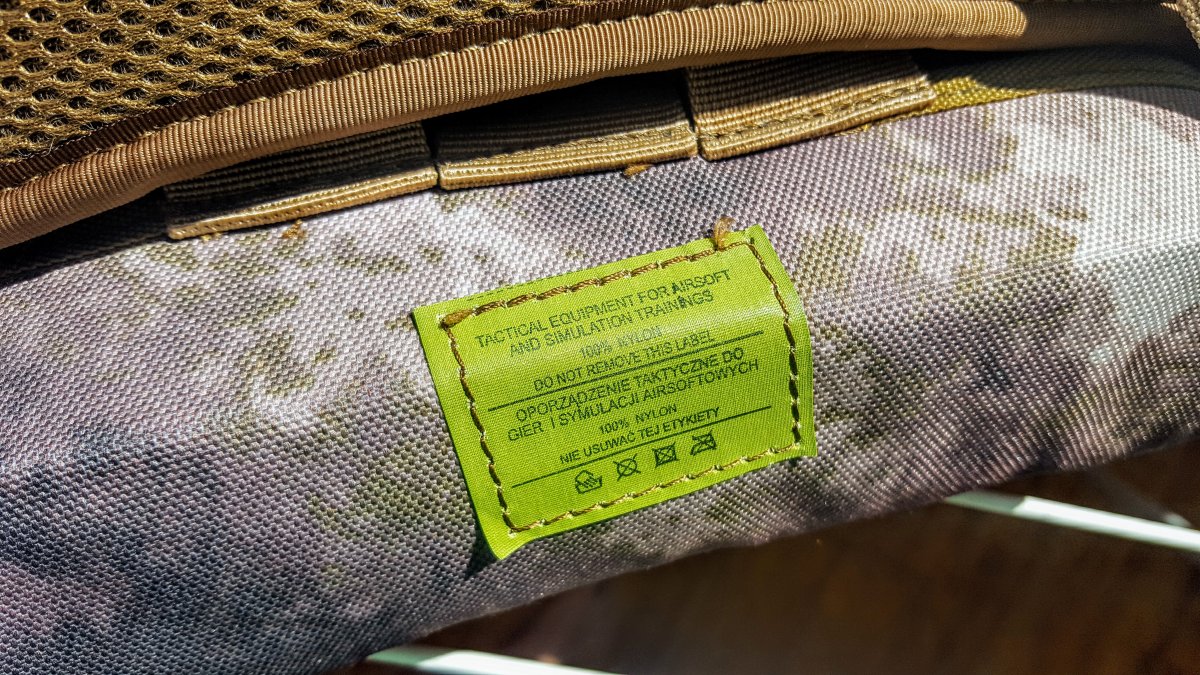 TACTICAL EQUIPMENT FOR AIRSOFT
AND SIMULATION TRAININGS
100% NYLON
DO NOT REMOVE THIS LABEL
OPORZĄDZENIE TAKTYCZNE DO
GIER I SYMULACJI AIRSOFTOWYCH
100% NYLON
NIE USUWAĆ TEJ ETYKIETY